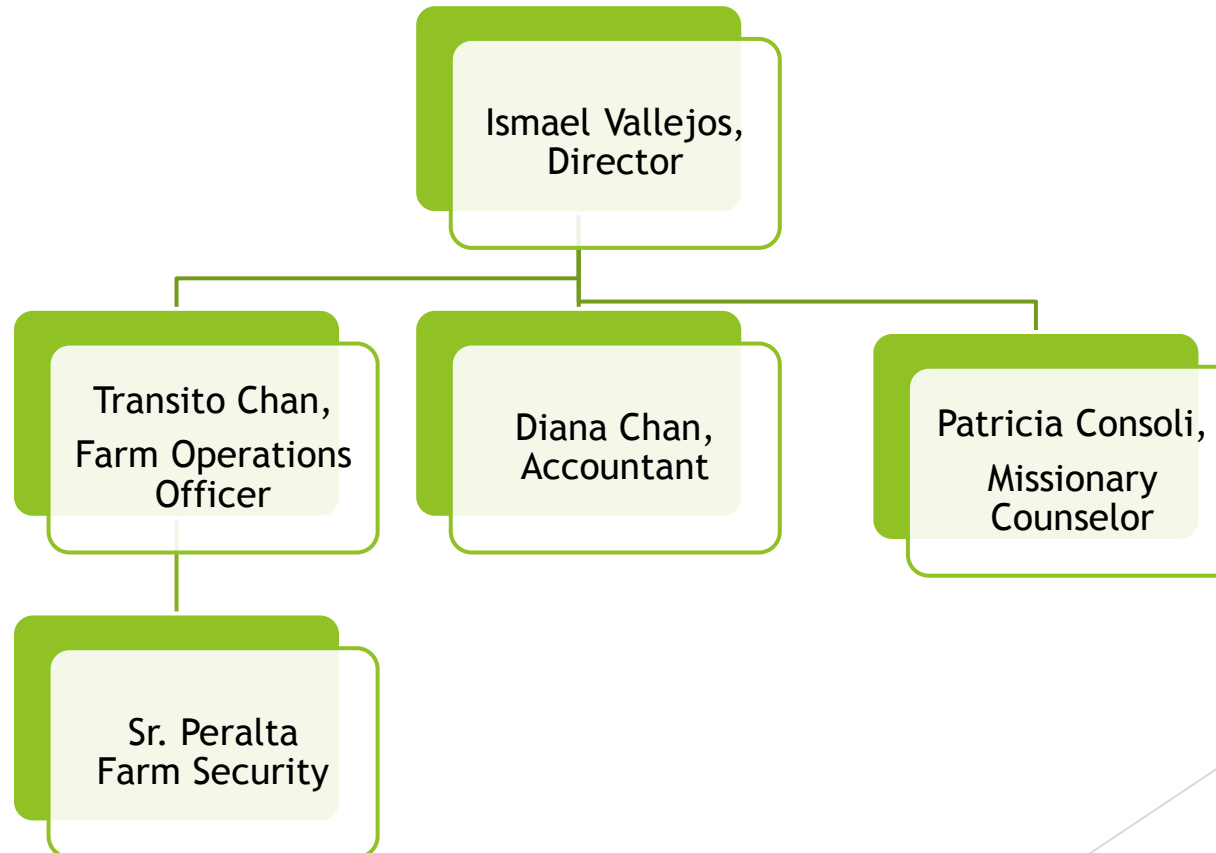 Ismael Vallejos,
Director
Transito Chan,
Farm Operations
Officer
Diana Chan,
Accountant
Patricia Consoli,
Missionary
Counselor
Sr. Peralta
Farm Security